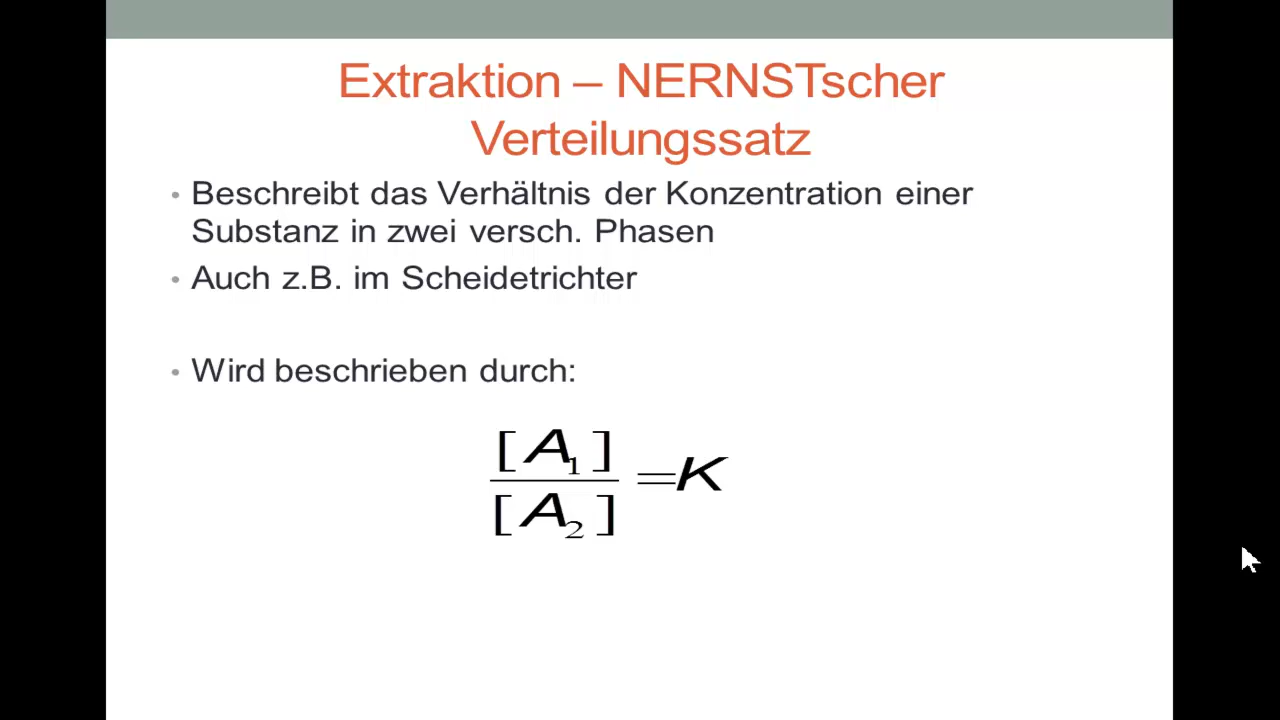 Extraktion – NERNSTscher
Verteilungssatz
• Beschreibt das Verhältnis der Konzentration einer
Substanz in zwei versch. Phasen
• Auch z.B. im Scheidetrichter
• Wird beschrieben durch:
[A₁]
[A₂]
=K